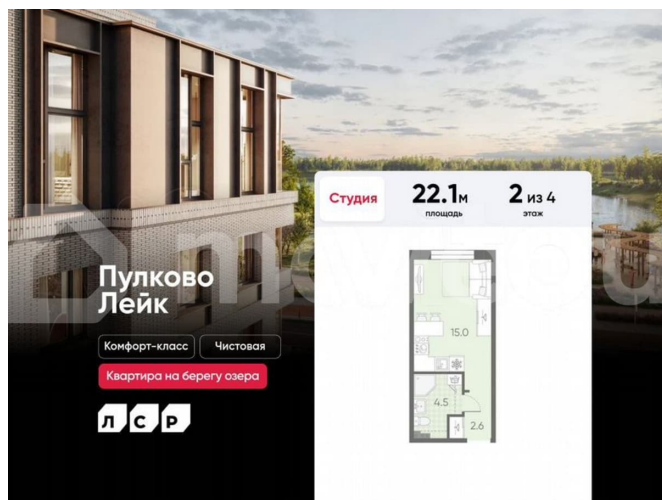 Студия
22.1м
площадь
2 из 4
этаж
Пулково
Лейк
15.0
Комфорт-класс
Чистовая
Квартира на берегу озера
4.5
2.6
ЛСР